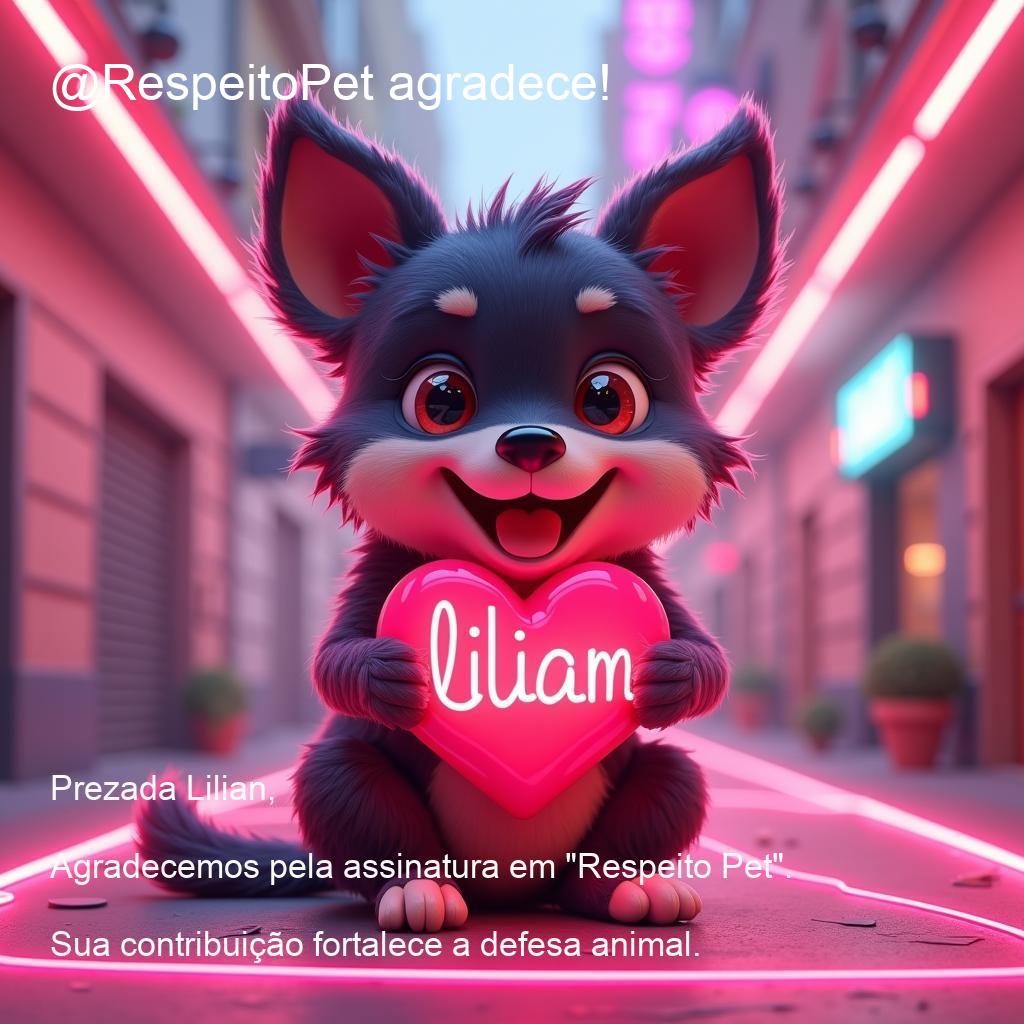 @RespeitoPet agradece!
liliam
Prezada Lilian,
Agradecemos pela assinatura em "Respeito Pet".
Sua contribuição fortalece a defesa animal.